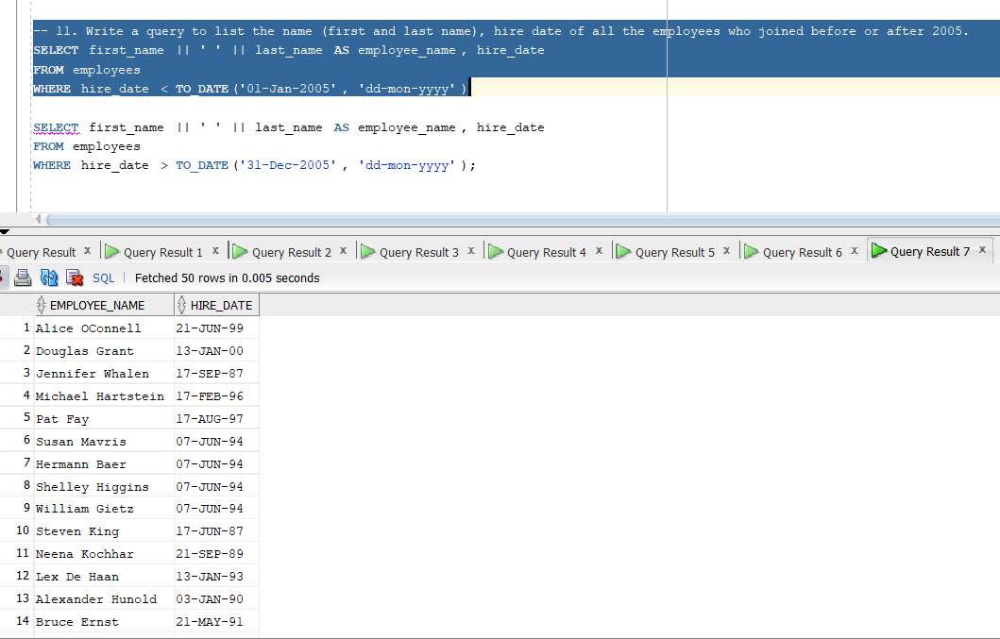 -- 11. Write a query to list the name (first and last name), hire date of all the employees who joined before or after 2005.
SELECT first_name || ' ' || last_name AS employee_name, hire_date
FROM employees
WHERE hire_date < TO_DATE('01-Jan-2005', 'dd-mon-yyyy')
SELECT first_name || ' ' || last_name AS employee_name, hire_date
FROM employees
WHERE hire_date > TO_DATE('31-Dec-2005', 'dd-mon-yyyy');
Query Result x Query Result 1 x Query Result 2 x Query Result 3 x Query Result 4 x Query Result 5 x Query Result 6 x Query Result 7 x
SQL | Fetched 50 rows in 0.005 seconds
EMPLOYEE_NAME HIRE_DATE
1 Alice OConnell 21-JUN-99
2 Douglas Grant 13-JAN-00
3 Jennifer Whalen 17-SEP-87
4 Michael Hartstein 17-FEB-96
5 Pat Fay 17-AUG-97
6 Susan Mavris 07-JUN-94
7 Hermann Baer 07-JUN-94
8 Shelley Higgins 07-JUN-94
9 William Gietz 07-JUN-94
10 Steven King 17-JUN-87
11 Neena Kochhar 21-SEP-89
12 Lex De Haan 13-JAN-93
13 Alexander Hunold 03-JAN-90
14 Bruce Ernst 21-MAY-91